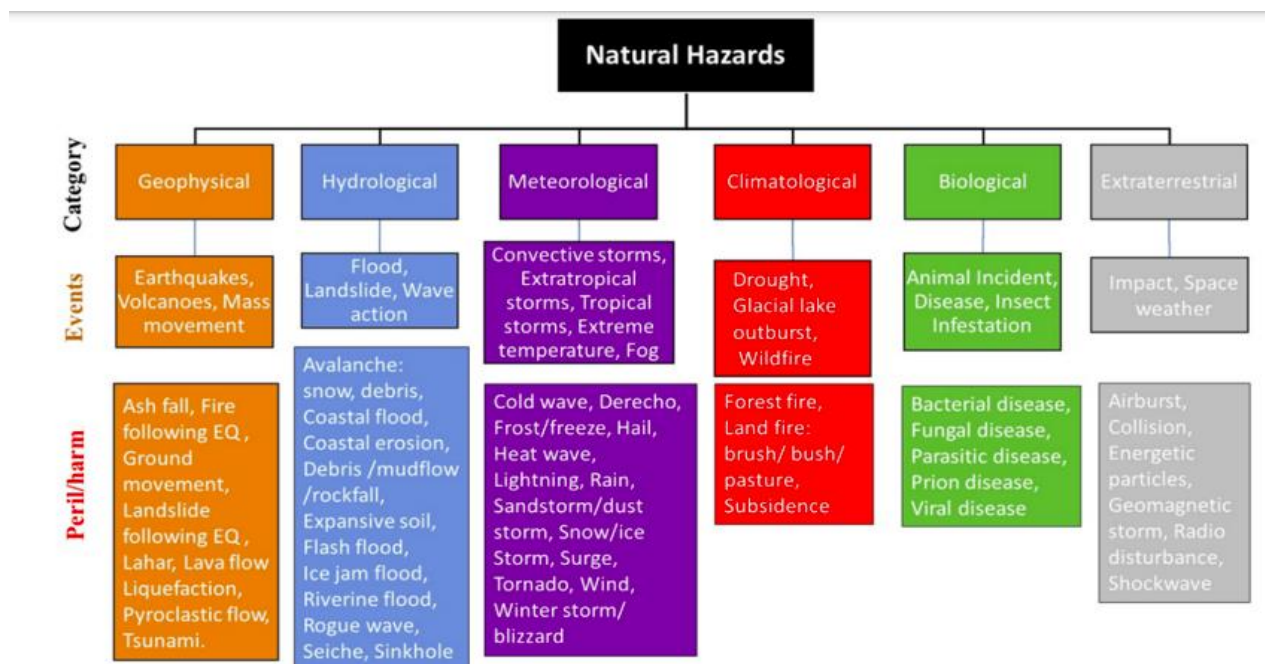 Natural Hazards
Category
Geophysical
Hydrological
Meteorological
Climatological
Biological
Extraterrestrial
Events
Earthquakes,
Volcanoes, Mass
movement
Flood,
Landslide, Wave
action
Convective storms,
Extratropical
storms, Tropical
storms, Extreme
temperature, Fog
Drought,
Glacial lake
outburst,
Wildfire
Animal Incident,
Disease, Insect
Infestation
Impact, Space
weather
Peril/harm
Ash fall, Fire
following EQ ,
Ground
movement,
Landslide
following EQ ,
Lahar, Lava flow
Liquefaction,
Pyroclastic flow,
Tsunami.
Avalanche:
snow, debris,
Coastal flood,
Coastal erosion,
Debris /mudflow
/rockfall,
Expansive soil,
Flash flood,
Ice jam flood,
Riverine flood,
Rogue wave,
Seiche, Sinkhole
Cold wave, Derecho,
Frost/freeze, Hail,
Heat wave,
Lightning, Rain,
Sandstorm/dust
storm, Snow/ice
Storm, Surge,
Tornado, Wind,
Winter storm/
blizzard
Forest fire,
Land fire:
brush/ bush/
pasture,
Subsidence
Bacterial disease,
Fungal disease,
Parasitic disease,
Prion disease,
Viral disease
Airburst,
Collision,
Energetic
particles,
Geomagnetic
storm, Radio
disturbance,
Shockwave